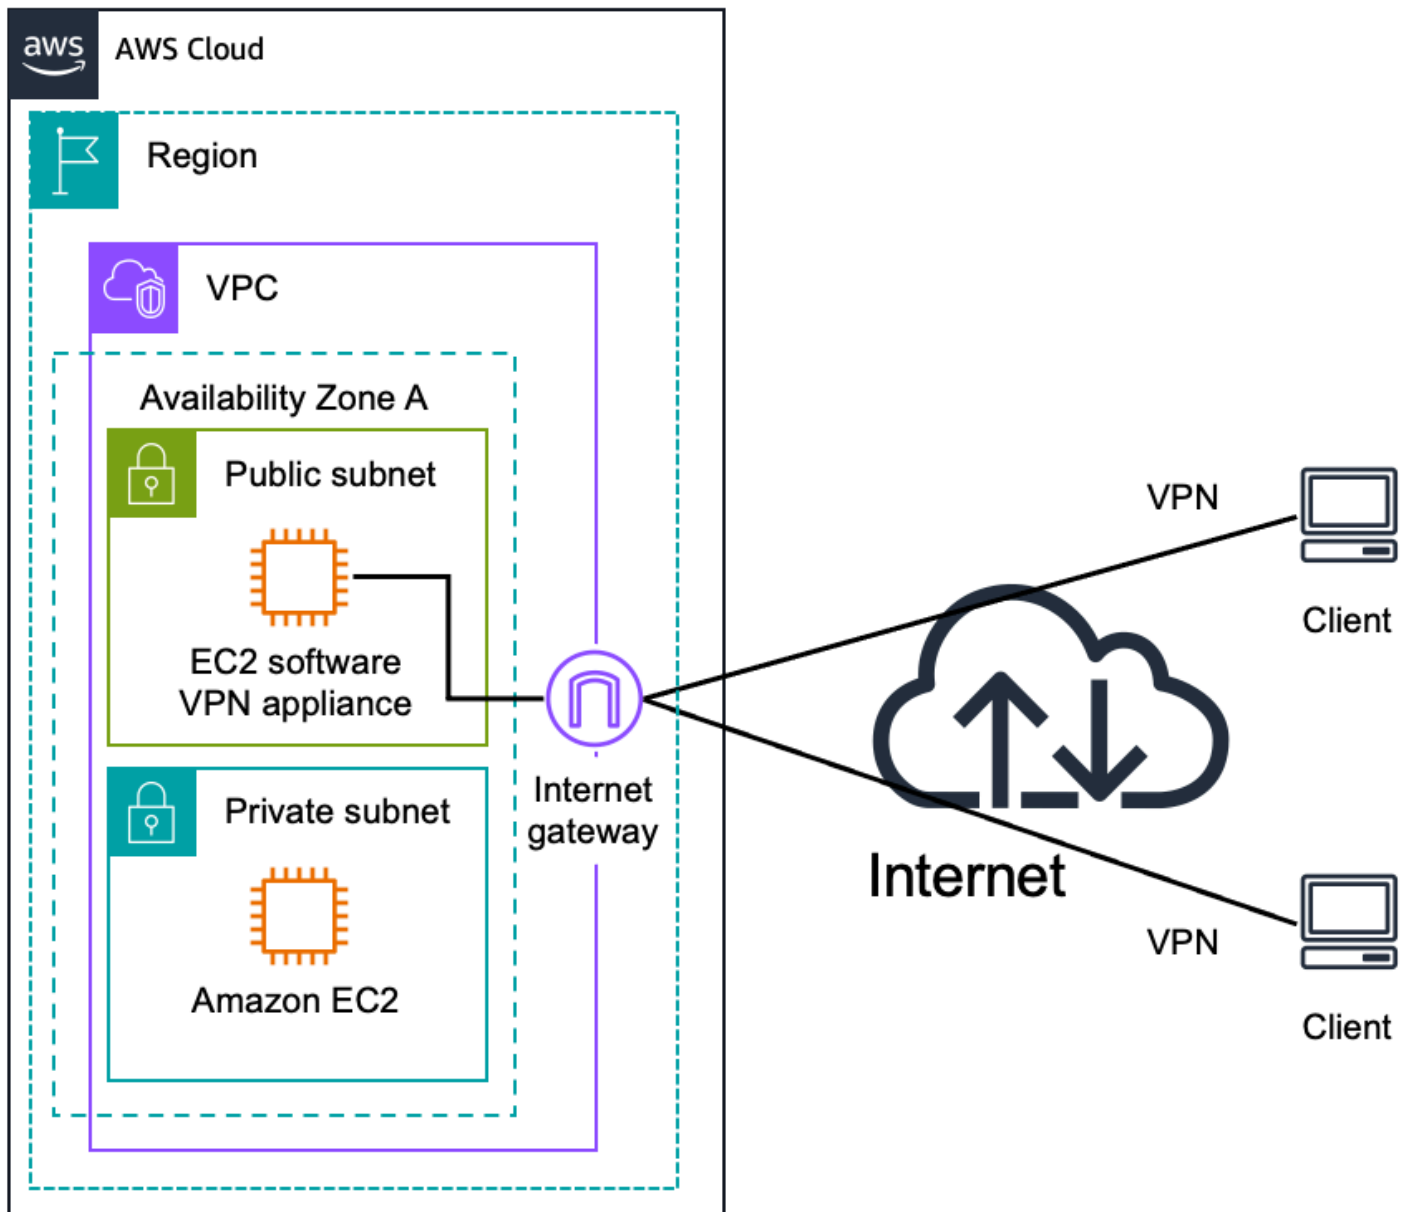 aws
AWS Cloud
Region
VPC
Availability Zone A
Public subnet
EC2 software
VPN appliance
Internet
gateway
Private subnet
Amazon EC2
VPN
Client
Internet
VPN
Client